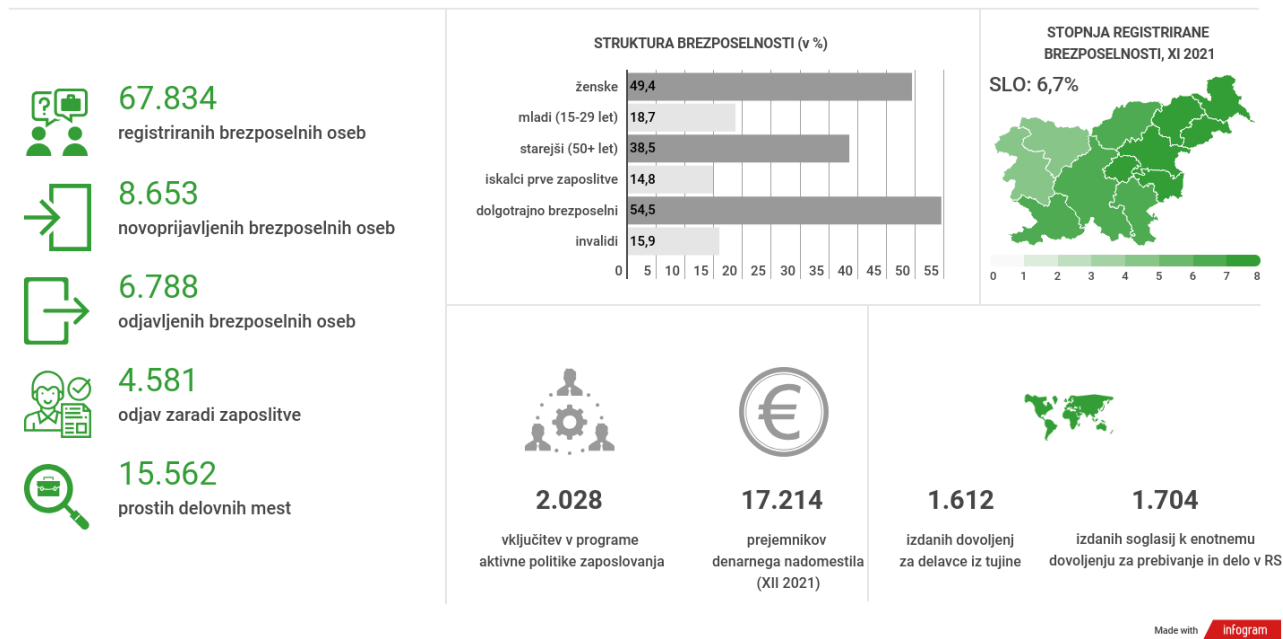 67.834
registriranih brezposelnih oseb
8.653
novoprijavljenih brezposelnih oseb
6.788
odjavljenih brezposelnih oseb
4.581
odjav zaradi zaposlitve
15.562
prostih delovnih mest
STRUKTURA BREZPOSELNOSTI (v %)
ženske 49,4
mladi (15-29 let) 18,7
starejši (50+ let) 38,5
iskalci prve zaposlitve 14,8
dolgotrajno brezposelni 54,5
invalidi 15,9
0 5 10 15 20 25 30 35 40 45 50 55
STOPNJA REGISTRIRANE
BREZPOSELNOSTI, XI 2021
SLO: 6,7%
0 1 2 3 4 5 6 7 8
2.028
vključitev v programe
aktivne politike zaposlovanja
17.214
prejemnikov
denarnega nadomestila
(XII 2021)
1.612
izdanih dovoljenj
za delavce iz tujine
1.704
izdanih soglasij k enotnemu
dovoljenju za prebivanje in delo v RS
Made with infogram